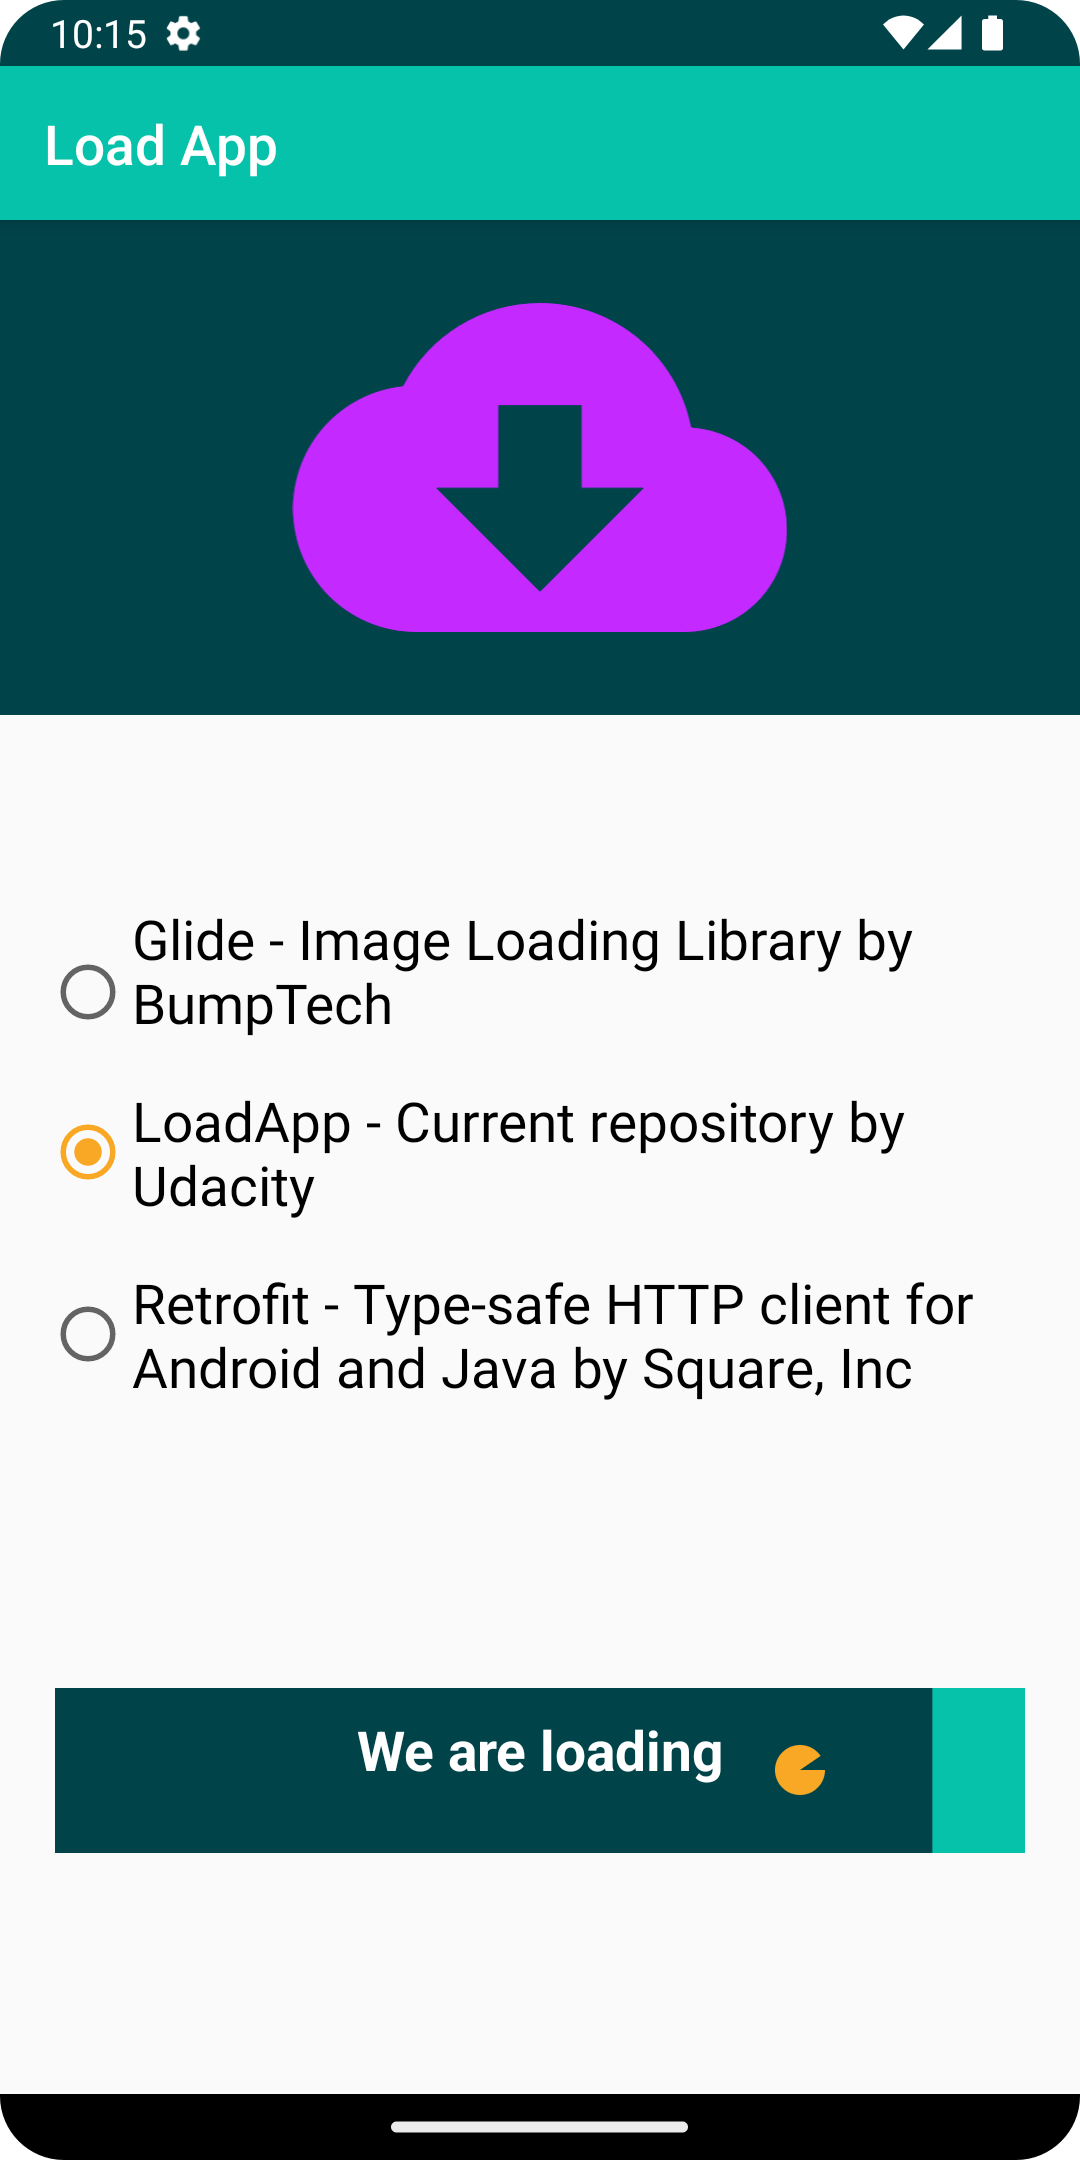 10:15
Load App
Glide - Image Loading Library by
BumpTech
LoadApp - Current repository by
Udacity
Retrofit - Type-safe HTTP client for
Android and Java by Square, Inc
We are loading